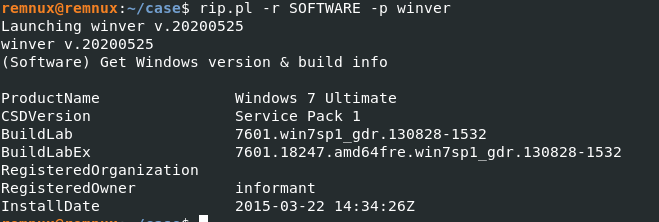 remnux@remnux:~/case$ rip.pl -r SOFTWARE -p winver
Launching winver v.20200525
winver v.20200525
(Software) Get Windows version & build info
ProductName Windows 7 Ultimate
CSDVersion Service Pack 1
BuildLab 7601.win7sp1_gdr.130828-1532
BuildLabEx 7601.18247.amd64fre.win7sp1_gdr.130828-1532
RegisteredOrganization
RegisteredOwner informant
InstallDate 2015-03-22 14:34:26Z
remnux@remnux:~/case$